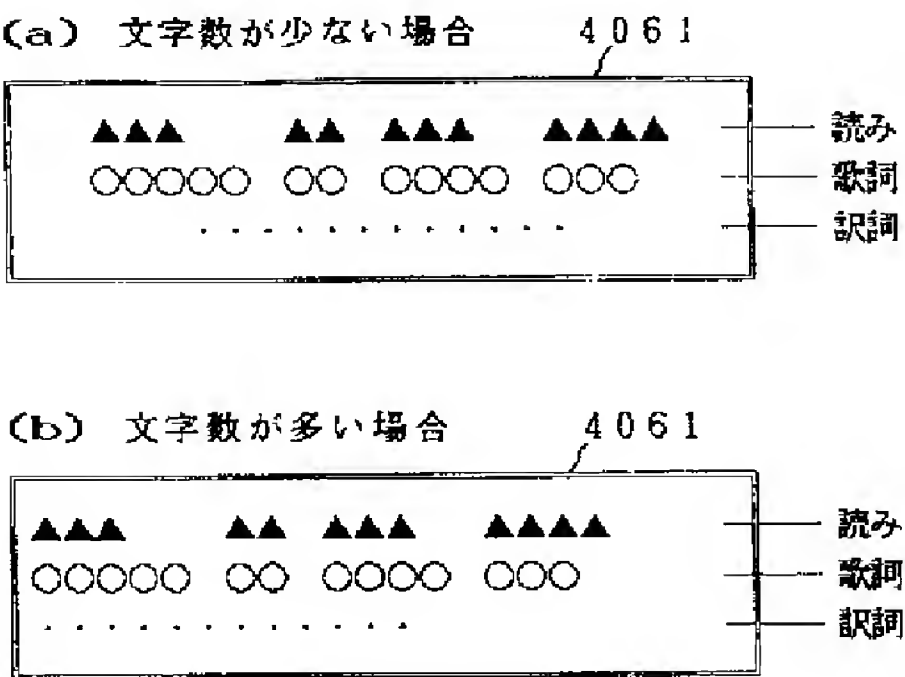 (a) 文字数が少ない場合 4061
▲▲▲ ▲▲ ▲▲▲ ▲▲▲▲ 読み
○○○○○ ○○ ○○○○ ○○○ 歌詞
・・・・・・・・・・・・ 訳詞
(b) 文字数が多い場合 4061
▲▲▲ ▲▲ ▲▲▲ ▲▲▲▲ 読み
○○○○○ ○○ ○○○○ ○○○ 歌詞
・・・・・・・・・・・・ 訳詞